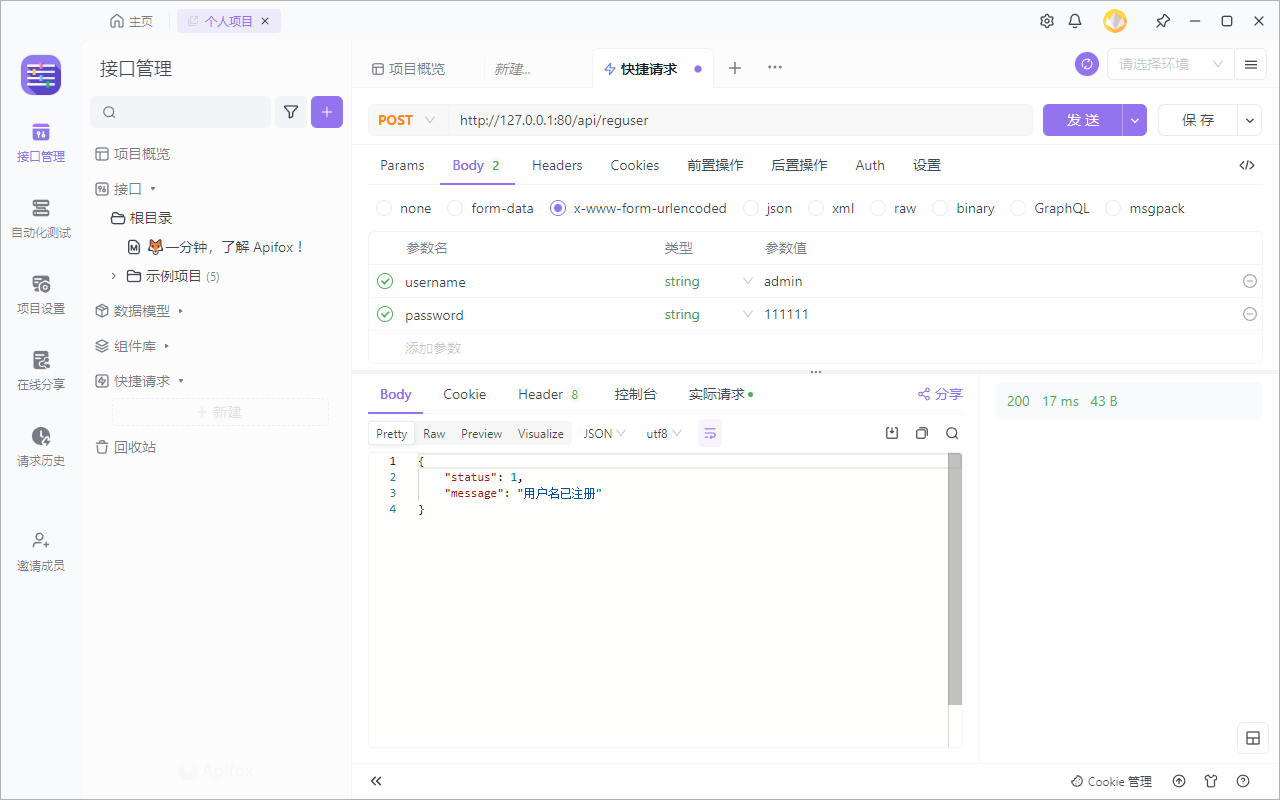 主页
个人项目
接口管理
接口管理
自动化测试
项目设置
在线分享
请求历史
邀请成员
项目概览
接口
根目录
一分钟，了解 Apifox！
示例项目 (5)
数据模型
组件库
快捷请求
+ 新建
回收站
Apifox
项目概览
新建...
快捷请求
请选择环境
POST
http://127.0.0.1:80/api/reguser
发 送
保 存
Params
Body 2
Headers
Cookies
前置操作
后置操作
Auth
设置
none
form-data
x-www-form-urlencoded
json
xml
raw
binary
GraphQL
msgpack
参数名 类型 参数值
username string admin
password string 111111
添加参数
Body
Cookie
Header 8
控制台
实际请求
分享
200 17 ms 43 B
Pretty
Raw
Preview
Visualize
JSON
utf8
1 {
2 "status": 1,
3 "message": "用户名已注册"
4 }
Cookie 管理